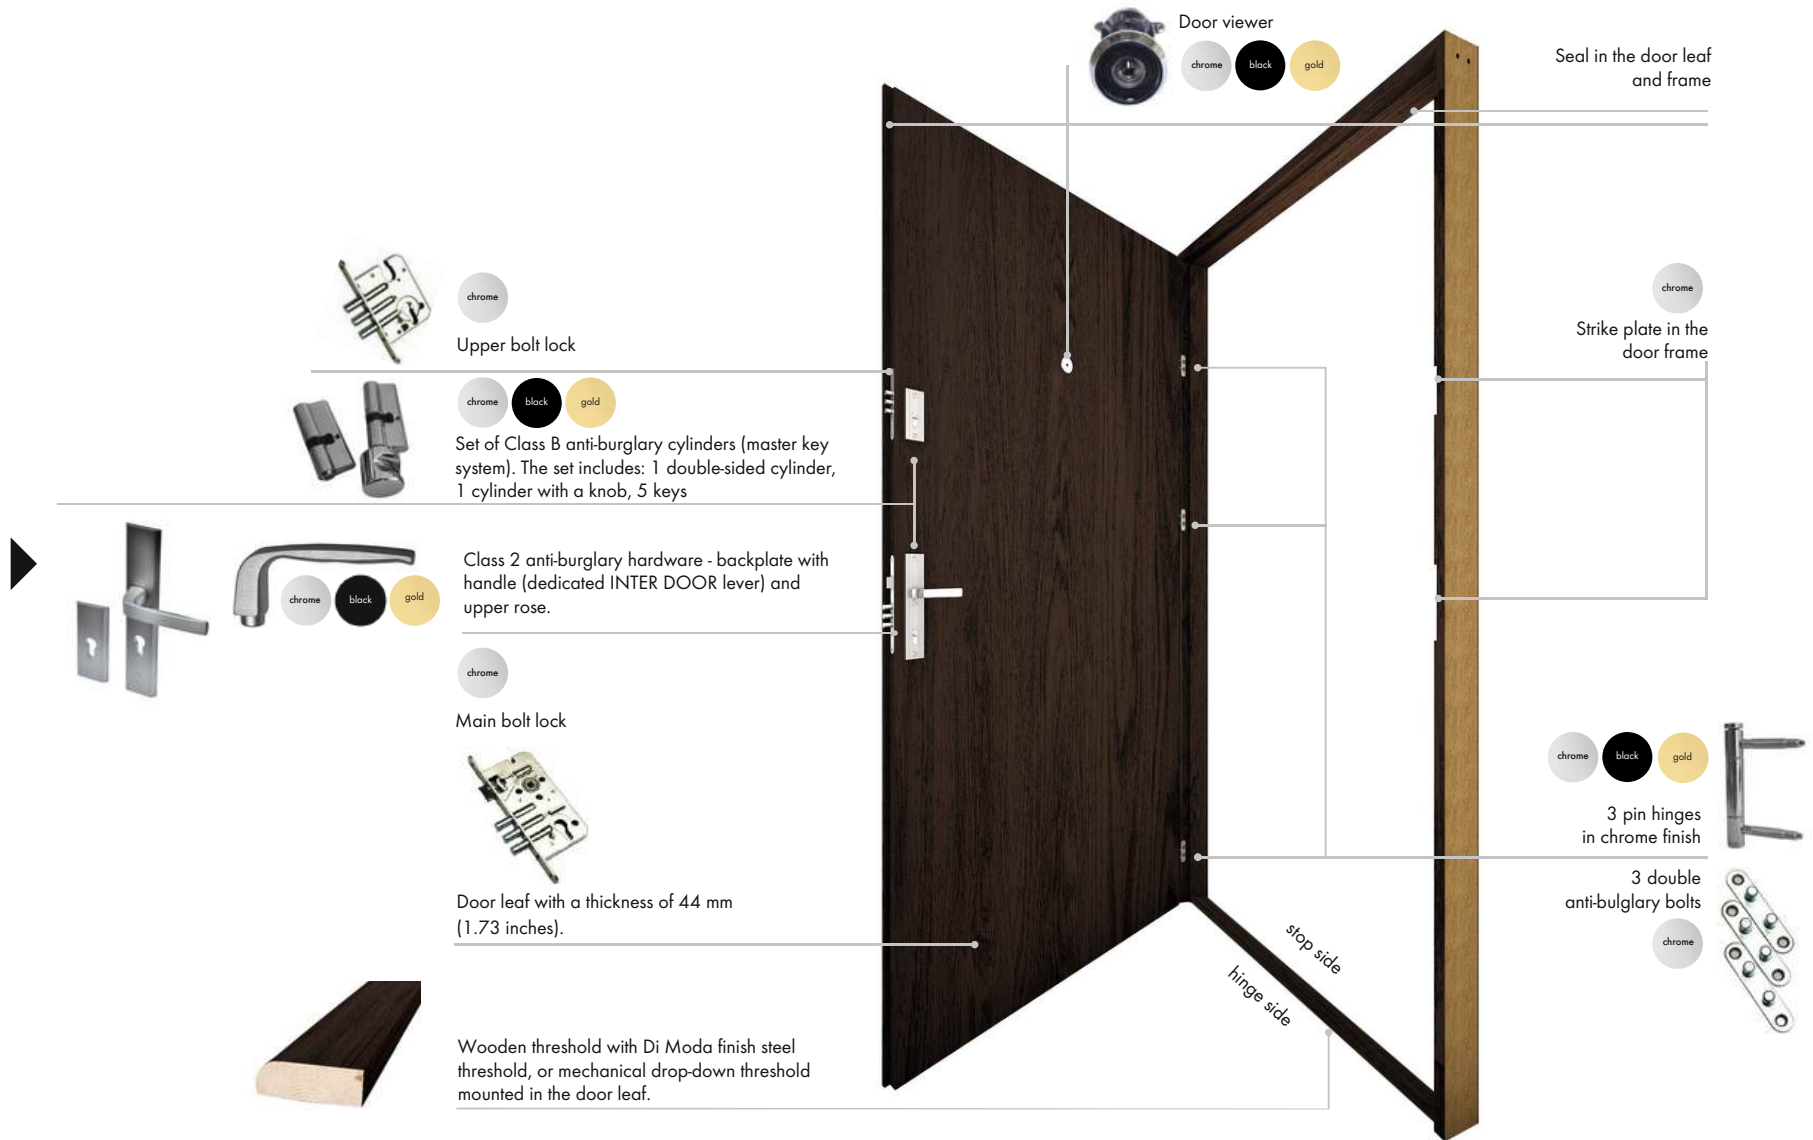 Door viewer
chrome black gold
Seal in the door leaf
and frame
chrome
Upper bolt lock
chrome
Strike plate in the
door frame
chrome black gold
Set of Class B anti-burglary cylinders (master key
system). The set includes: 1 double-sided cylinder,
1 cylinder with a knob, 5 keys
chrome black gold
Class 2 anti-burglary hardware - backplate with
handle (dedicated INTER DOOR lever) and
upper rose.
chrome
Main bolt lock
chrome black gold
3 pin hinges
in chrome finish
3 double
anti-bulglary bolts
chrome
Door leaf with a thickness of 44 mm
(1.73 inches).
stop side
hinge side
Wooden threshold with Di Moda finish steel
threshold, or mechanical drop-down threshold
mounted in the door leaf.